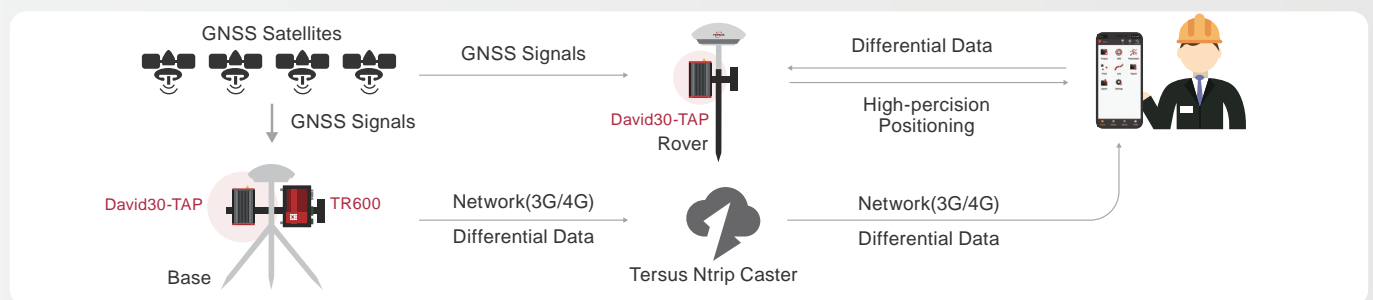 GNSS Satellites
GNSS Signals
GNSS Signals
TERSUS
David30-TAP
Rover
Differential Data
High-percision
Positioning
David30-TAP
TR600
Base
Network(3G/4G)
Differential Data
Tersus Ntrip Caster
Network(3G/4G)
Differential Data